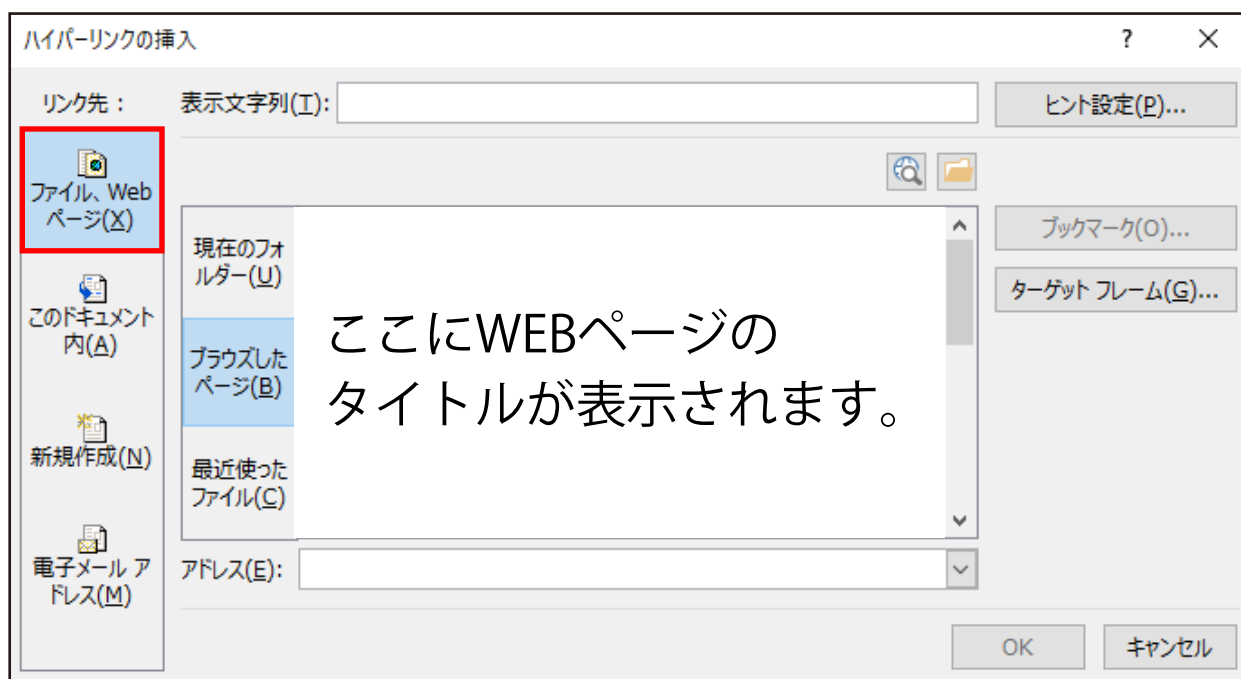 ハイパーリンクの挿入
?
リンク先：
表示文字列(T):
ヒント設定(P)...
ファイル、Web
ページ(X)
このドキュメント
内(A)
新規作成(N)
電子メール ア
ドレス(M)
現在のフォ
ルダー(U)
ブラウズした
ページ(B)
最近使った
ファイル(C)
ここにWEBページの
タイトルが表示されます。
ブックマーク(O)...
ターゲット フレーム(G)...
アドレス(E):
OK
キャンセル